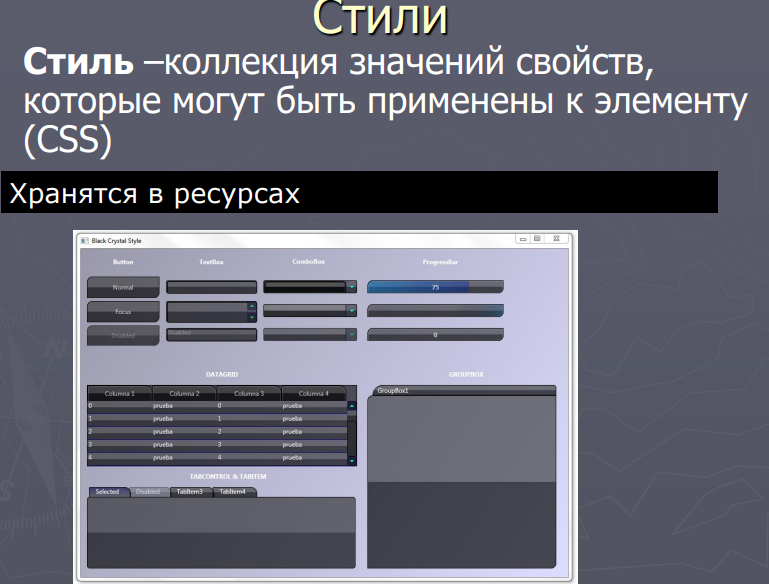 Стили
Стиль –коллекция значений свойств,
которые могут быть применены к элементу
(CSS)
Хранятся в ресурсах
Black Crystal Style
Button TextBox ComboBox ProgressBar
Normal 75
Focus
Disabled Disabled 0
DATAGRID GROUPBOX
Columna 1 Columna 2 Columna 3 Columna 4 GroupBox1
0 prueba 0 prueba
1 prueba 1 prueba
2 prueba 2 prueba
3 prueba 3 prueba
4 prueba 4 prueba
TABCONTROL & TABITEM
Selected Disabled TabItem3 TabItem4